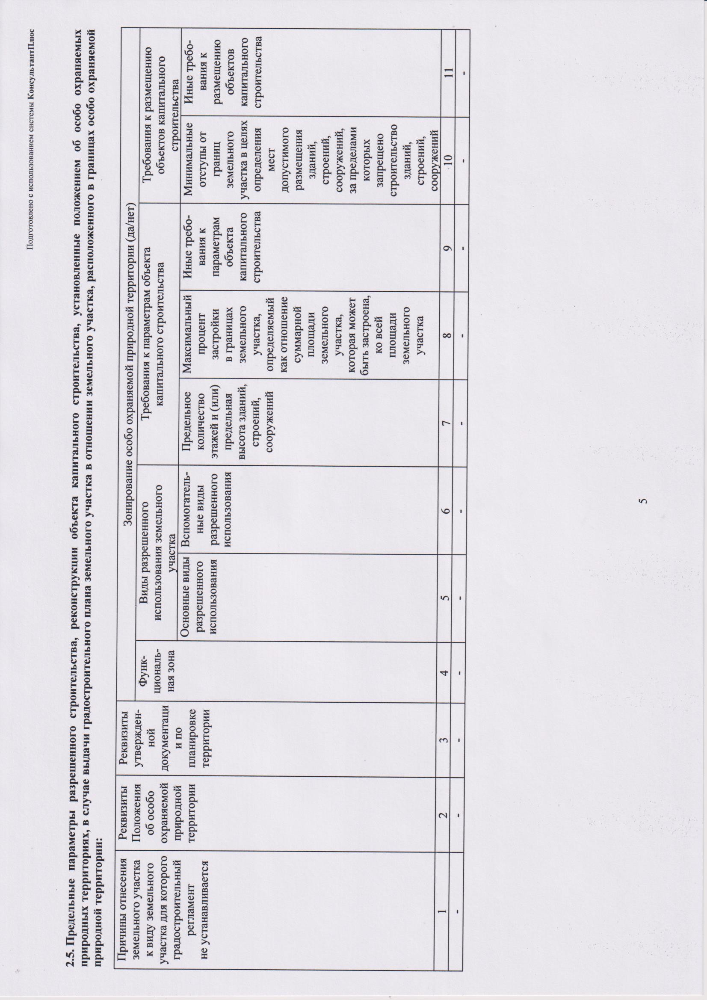 Подготовлено с использованием системы КонсультантПлюс
2.5. Предельные параметры разрешенного строительства, реконструкции объекта капитального строительства, установленные положением об особо охраняемых
природных территориях, в случае выдачи градостроительного плана земельного участка в отношении земельного участка, расположенного в границах особо охраняемой
природной территории:
Причины отнесения
земельного участка
к виду земельного
участка для которого
градостроительный
регламент
не устанавливается
Реквизиты
Положения
об особо
охраняемой
природной
территории
Реквизиты
утвержден-
ной
документаци
и по
планировке
территории
Зонирование особо охраняемой природной территории (да/нет)
Функ-
циональ-
ная зона
Виды разрешенного
использования земельного
участка
Требования к параметрам объекта
капитального строительства
Требования к размещению
объектов капитального
строительства
Основные виды
разрешенного
использования
Вспомогатель-
ные виды
разрешенного
использования
Предельное
количество
этажей и (или)
предельная
высота зданий,
строений,
сооружений
Максимальный
процент
застройки
в границах
земельного
участка,
определяемый
как отношение
суммарной
площади
земельного
участка,
которая может
быть застроена,
ко всей
площади
земельного
участка
Иные требо-
вания к
параметрам
объекта
капитального
строительства
Минимальные
отступы от
границ
земельного
участка в целях
определения
мест
допустимого
размещения
зданий,
строений,
сооружений,
за пределами
которых
запрещено
строительство
зданий,
строений,
сооружений
Иные требо-
вания к
размещению
объектов
капитального
строительства
1 2 3 4 5 6 7 8 9 10 11
- - - - - - - - - - -
5